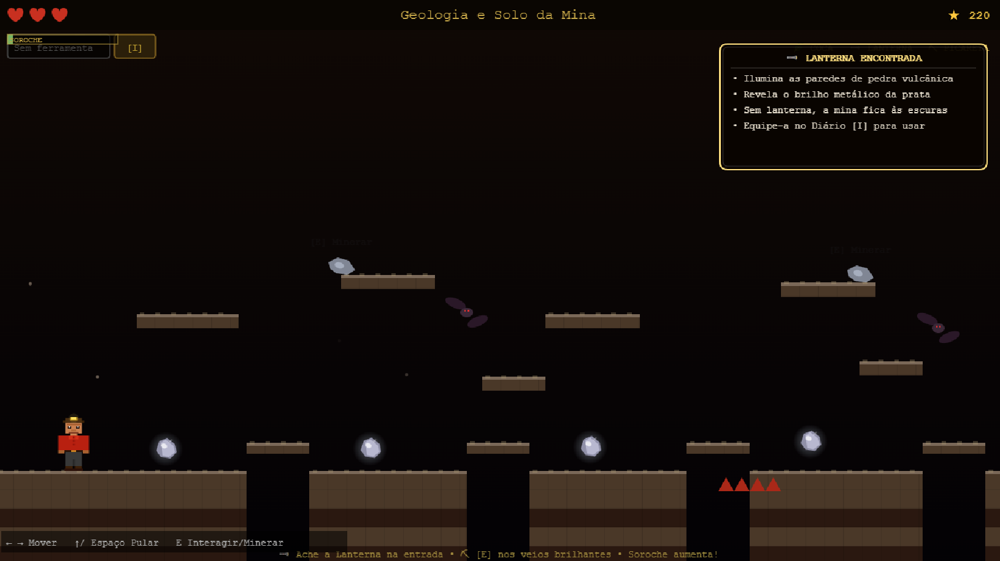 Geologia e Solo da Mina
★ 220
SOROCHE
Sem ferramenta
[I]
LANTERNA ENCONTRADA
• Ilumina as paredes de pedra vulcânica
• Revela o brilho metálico da prata
• Sem lanterna, a mina fica às escuras
• Equipe-a no Diário [I] para usar
[E] Minerar
[E] Minerar
← → Mover ↑/ Espaço Pular E Interagir/Minerar
Ache a Lanterna na entrada • [E] nos veios brilhantes • Soroche aumenta!